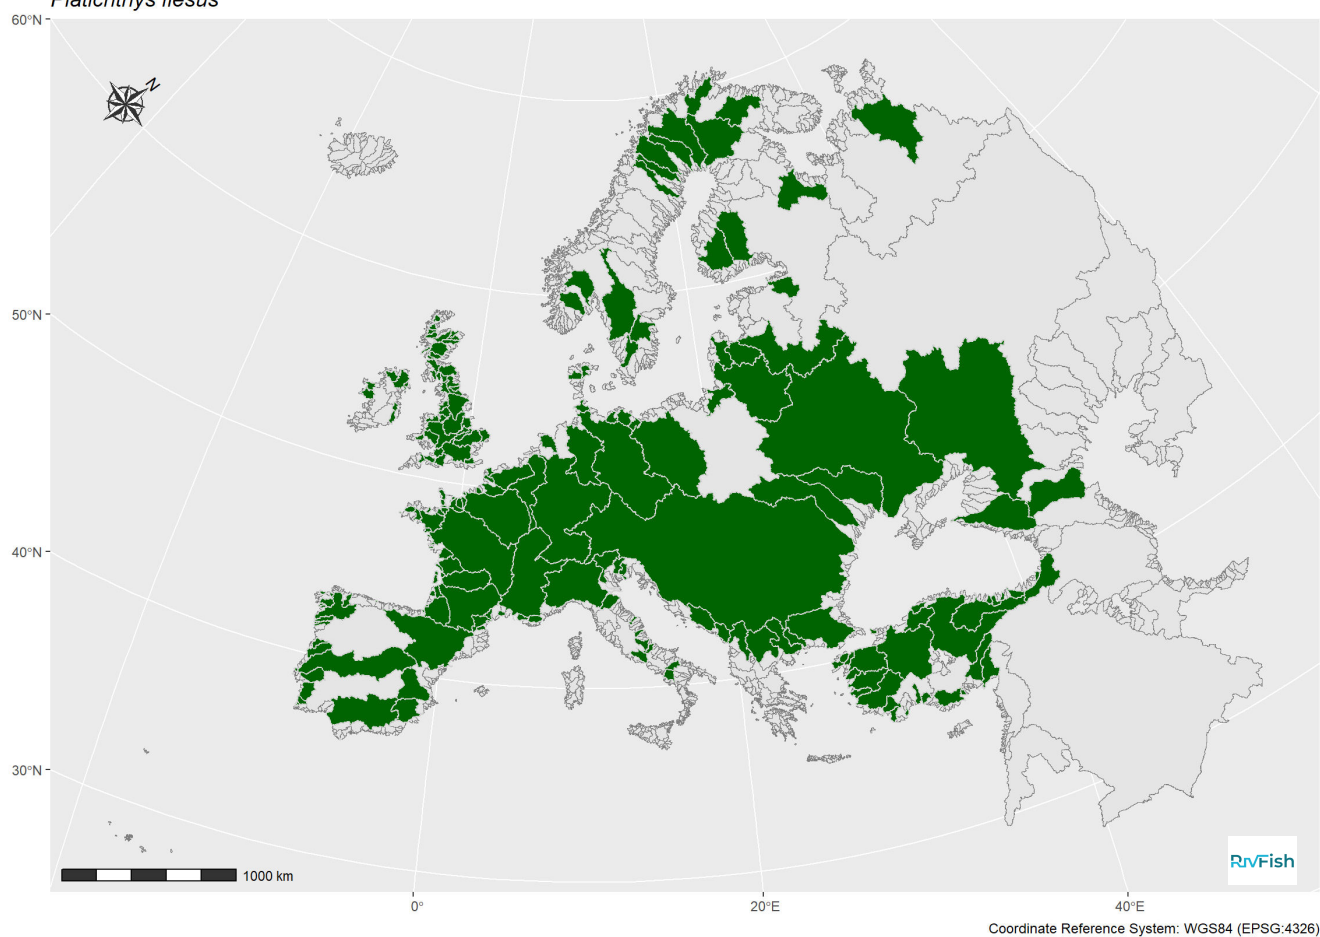 Platichthys flesus
60°N
N
50°N
40°N
30°N
1000 km
RivFish
0°
20°E
40°E
Coordinate Reference System: WGS84 (EPSG:4326)